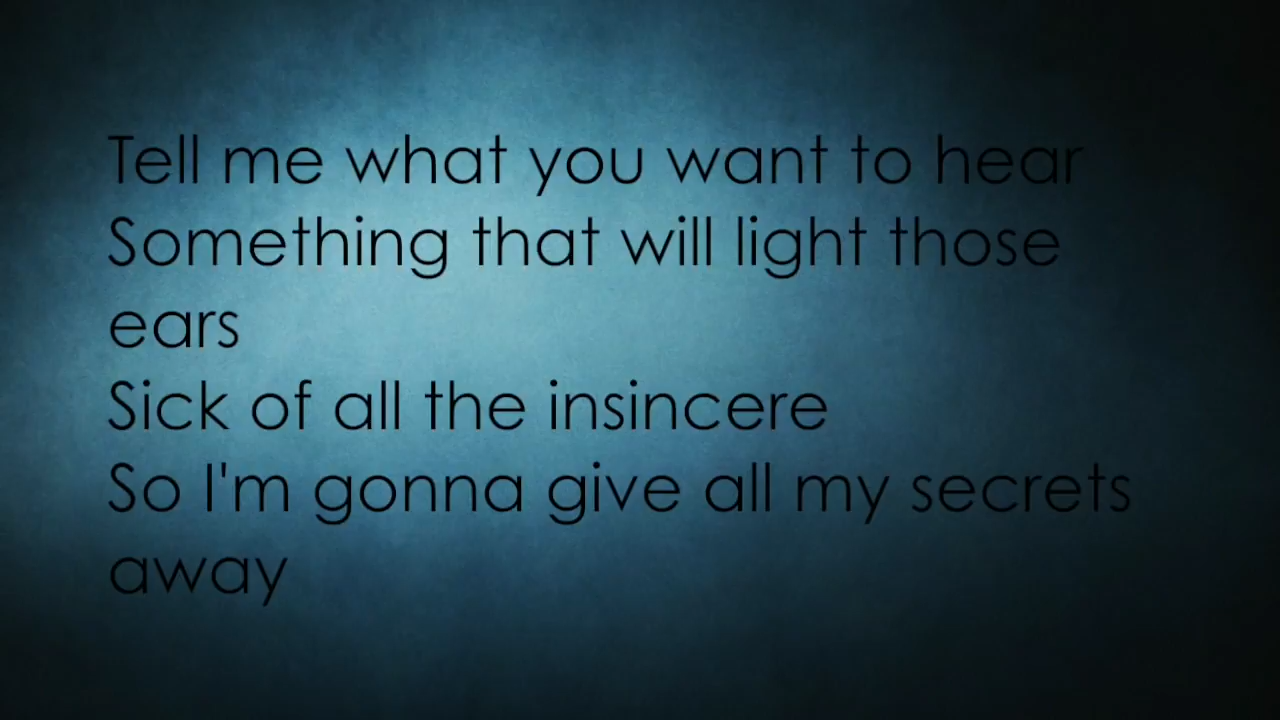 Tell me what you want to hear
Something that will light those
ears
Sick of all the insincere
So I'm gonna give all my secrets
away